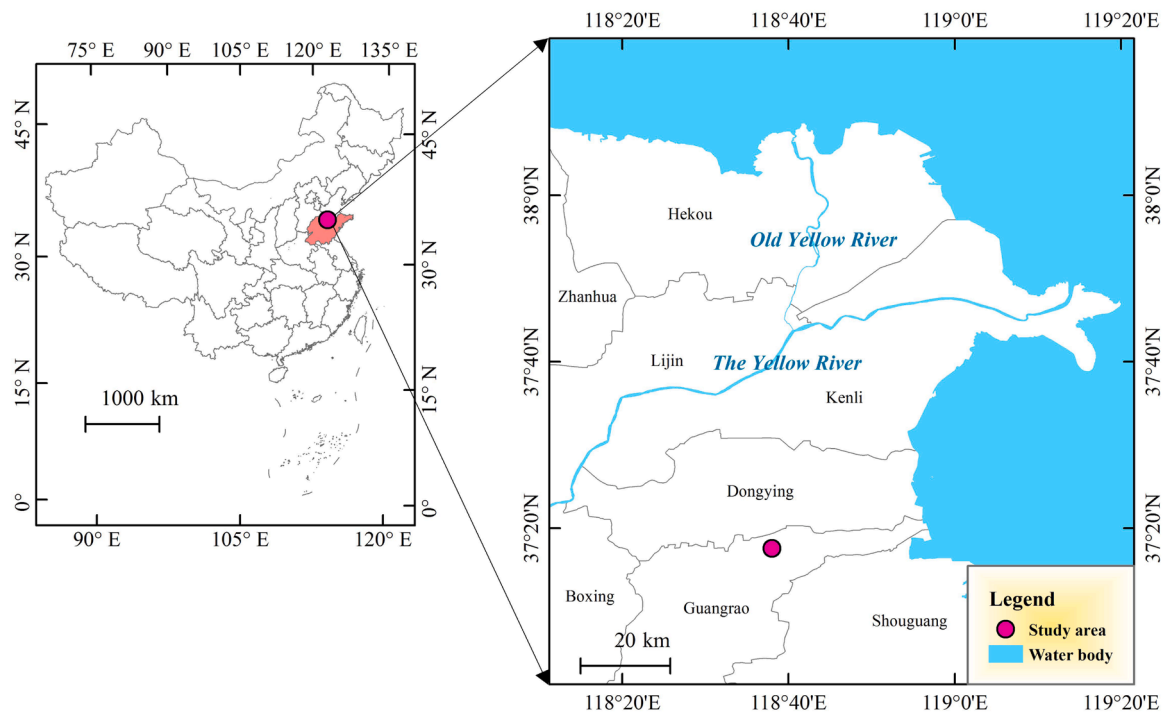 75° E 90° E 105° E 120° E 135° E
45° N
30° N
15° N
0°
45° N
30° N
15° N
0°
1000 km
90° E 105° E 120° E
118°20'E 118°40'E 119°0'E 119°20'E
38°0'N
37°40'N
37°20'N
38°0'N
37°40'N
37°20'N
Hekou
Old Yellow River
Zhanhua
Lijin
The Yellow River
Kenli
Dongying
Boxing
Guangrao
Shouguang
20 km
Legend
Study area
Water body
118°20'E 118°40'E 119°0'E 119°20'E